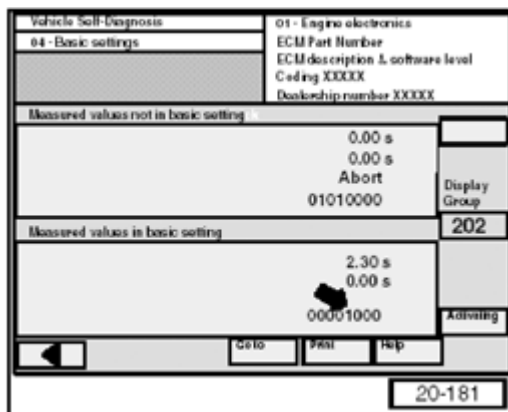 Vehicle Self-Diagnosis
04 - Basic settings
01 - Engine electronics
ECM Part Number
ECM description & software level
Coding XXXXX
Dealership number XXXXX
Measured values not in basic setting
0.00 s
0.00 s
Abort
01010000
Display
Group
202
Measured values in basic setting
2.30 s
0.00 s
00001000
Activating
Go to
Print
Help
20-181